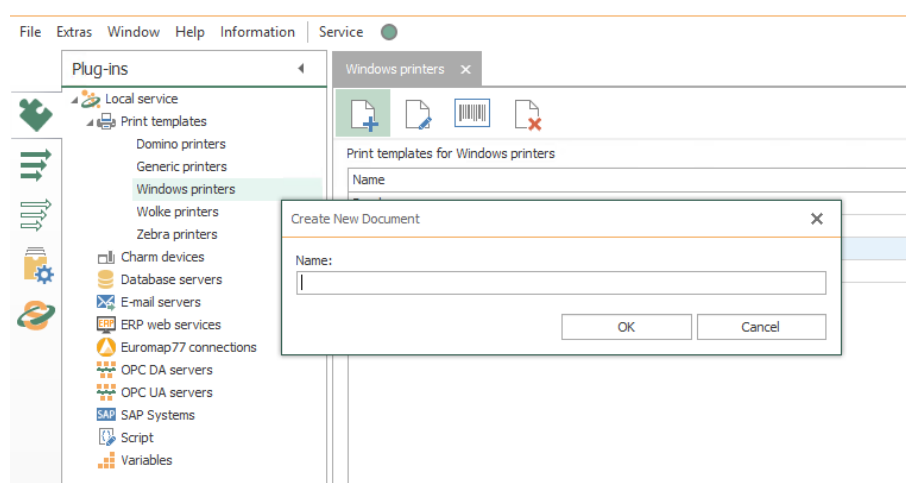 File Extras Window Help Information Service
Plug-ins
Windows printers
Local service
Print templates
Domino printers
Generic printers
Windows printers
Wolke printers
Zebra printers
Charm devices
Database servers
E-mail servers
ERP
ERP web services
Euromap77 connections
OPC DA servers
OPC UA servers
SAP
SAP Systems
Script
Variables
Print templates for Windows printers
Name
Create New Document
Name:
OK Cancel